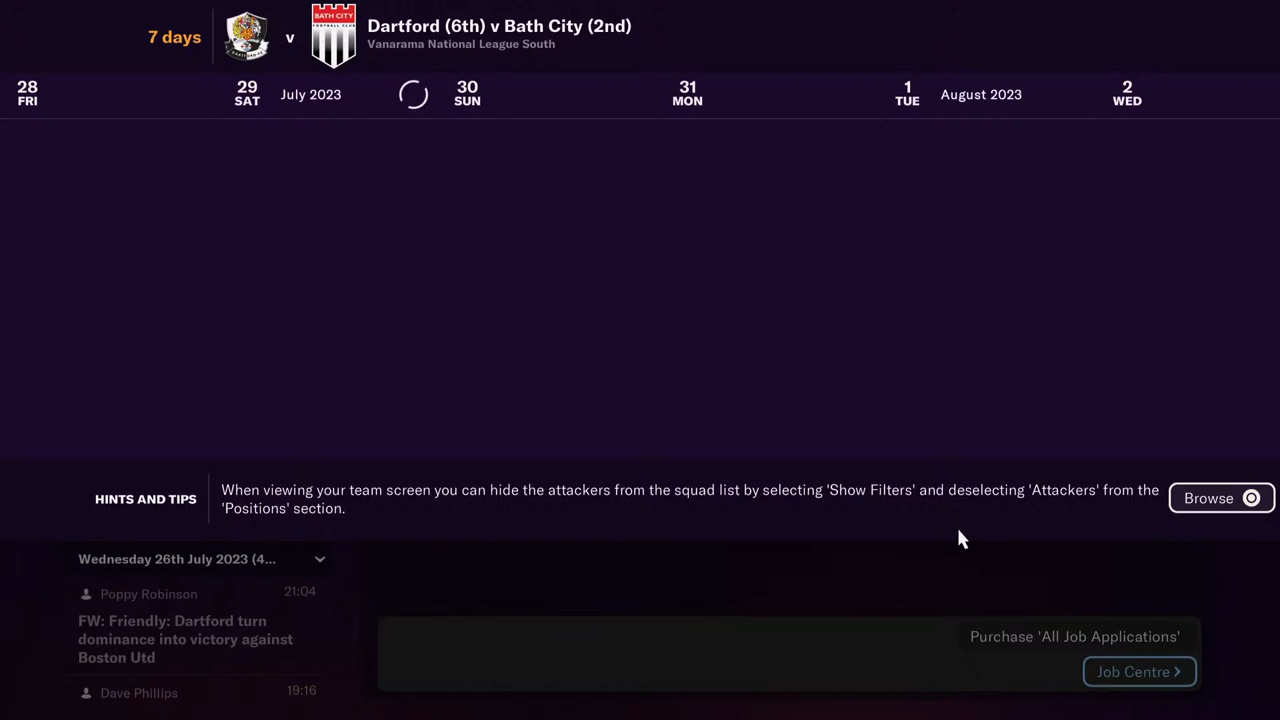 7 days
BATH CITY
FOOTBALL CLUB
v
Dartford (6th) v Bath City (2nd)
Vanarama National League South
28
FRI
29
SAT
July 2023
30
SUN
31
MON
1
TUE
August 2023
2
WED
HINTS AND TIPS
When viewing your team screen you can hide the attackers from the squad list by selecting 'Show Filters' and deselecting 'Attackers' from the
'Positions' section.
Browse
Wednesday 26th July 2023 (4...
Poppy Robinson 21:04
FW: Friendly: Dartford turn
dominance into victory against
Boston Utd
Dave Phillips 19:16
Purchase 'All Job Applications'
Job Centre >